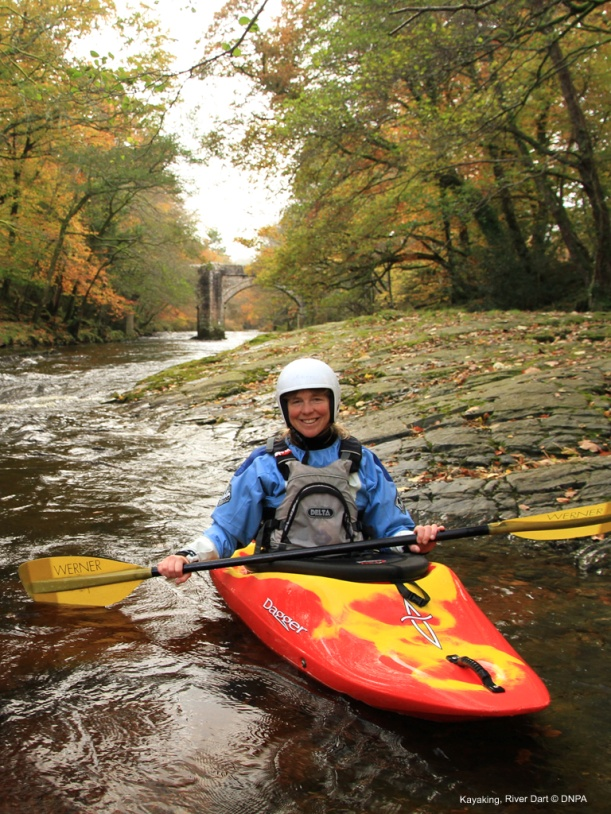 DELTA
WERNER
WERNER
Dagger
Kayaking, River Dart © DNPA